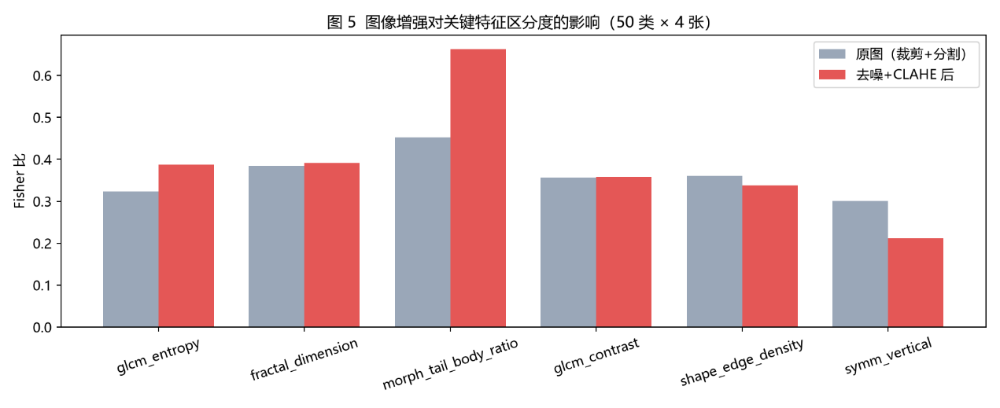 图 5  图像增强对关键特征区分度的影响（50 类 × 4 张）
原图（裁剪+分割）
去噪+CLAHE 后
Fisher 比
0.6
0.5
0.4
0.3
0.2
0.1
0.0
glcm_entropy
fractal_dimension
morph_tail_body_ratio
glcm_contrast
shape_edge_density
symm_vertical